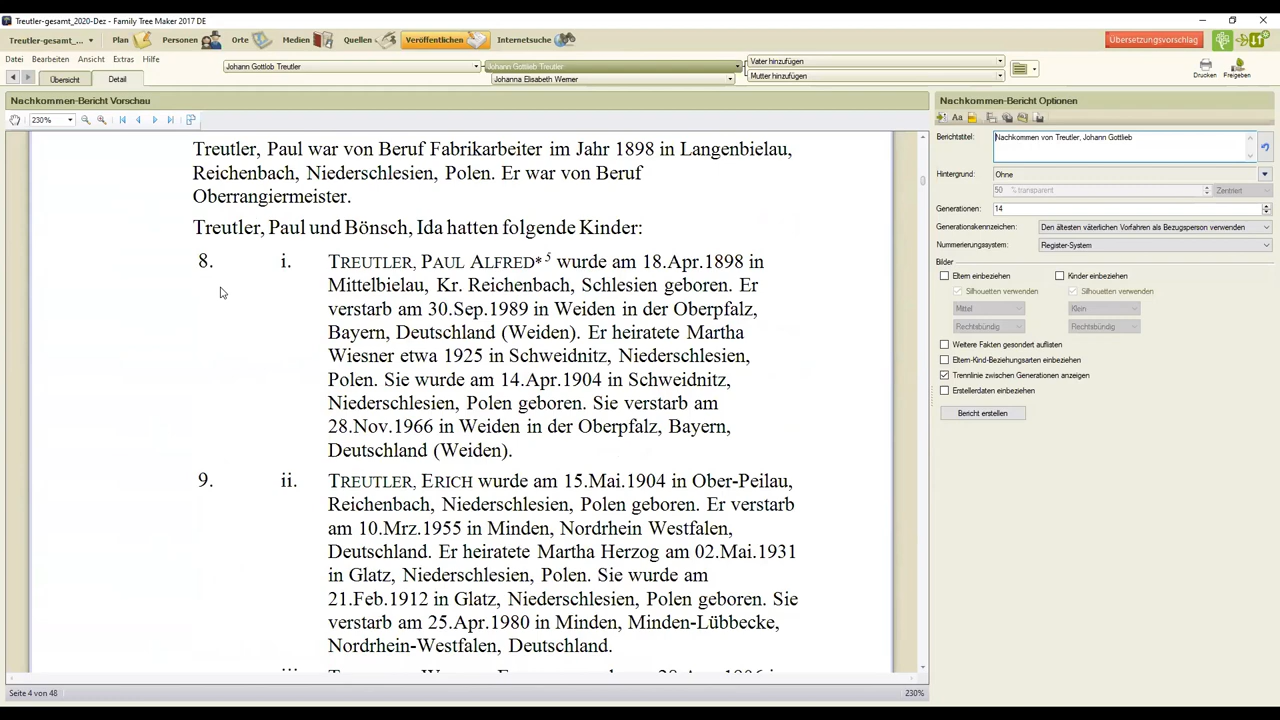 Treutler-gesamt_2020-Dez - Family Tree Maker 2017 DE
Treutler-gesamt_... Plan Personen Orte Medien Quellen Veröffentlichen Internetsuche Übersetzungsvorschlag
Datei Bearbeiten Ansicht Extras Hilfe
Übersicht Detail
Johann Gottlob Treutler
Johann Gottlieb Treutler
Johanna Elisabeth Werner
Vater hinzufügen
Mutter hinzufügen
Drucken Freigeben
Nachkommen-Bericht Vorschau
230%
Treutler, Paul war von Beruf Fabrikarbeiter im Jahr 1898 in Langenbielau,
Reichenbach, Niederschlesien, Polen. Er war von Beruf
Oberrangiermeister.
Treutler, Paul und Bönsch, Ida hatten folgende Kinder:
8. i. TREUTLER, PAUL ALFRED*5 wurde am 18.Apr.1898 in
Mittelbielau, Kr. Reichenbach, Schlesien geboren. Er
verstarb am 30.Sep.1989 in Weiden in der Oberpfalz,
Bayern, Deutschland (Weiden). Er heiratete Martha
Wiesner etwa 1925 in Schweidnitz, Niederschlesien,
Polen. Sie wurde am 14.Apr.1904 in Schweidnitz,
Niederschlesien, Polen geboren. Sie verstarb am
28.Nov.1966 in Weiden in der Oberpfalz, Bayern,
Deutschland (Weiden).
9. ii. TREUTLER, ERICH wurde am 15.Mai.1904 in Ober-Peilau,
Reichenbach, Niederschlesien, Polen geboren. Er verstarb
am 10.Mrz.1955 in Minden, Nordrhein Westfalen,
Deutschland. Er heiratete Martha Herzog am 02.Mai.1931
in Glatz, Niederschlesien, Polen. Sie wurde am
21.Feb.1912 in Glatz, Niederschlesien, Polen geboren. Sie
verstarb am 25.Apr.1980 in Minden, Minden-Lübbecke,
Nordrhein-Westfalen, Deutschland.
Seite 4 von 48
230%
Nachkommen-Bericht Optionen
Aa
Berichtstitel: Nachkommen von Treutler, Johann Gottlieb
Hintergrund: Ohne
50 % transparent Zentriert
Generationen: 14
Generationskennzeichen: Den ältesten väterlichen Vorfahren als Bezugsperson verwenden
Nummerierungssystem: Register-System
Bilder
Eltern einbeziehen Kinder einbeziehen
Silhouetten verwenden Silhouetten verwenden
Mittel Klein
Rechtsbündig Rechtsbündig
Weitere Fakten gesondert auflisten
Eltern-Kind-Beziehungsarten einbeziehen
Trennlinie zwischen Generationen anzeigen
Erstellerdaten einbeziehen
Bericht erstellen